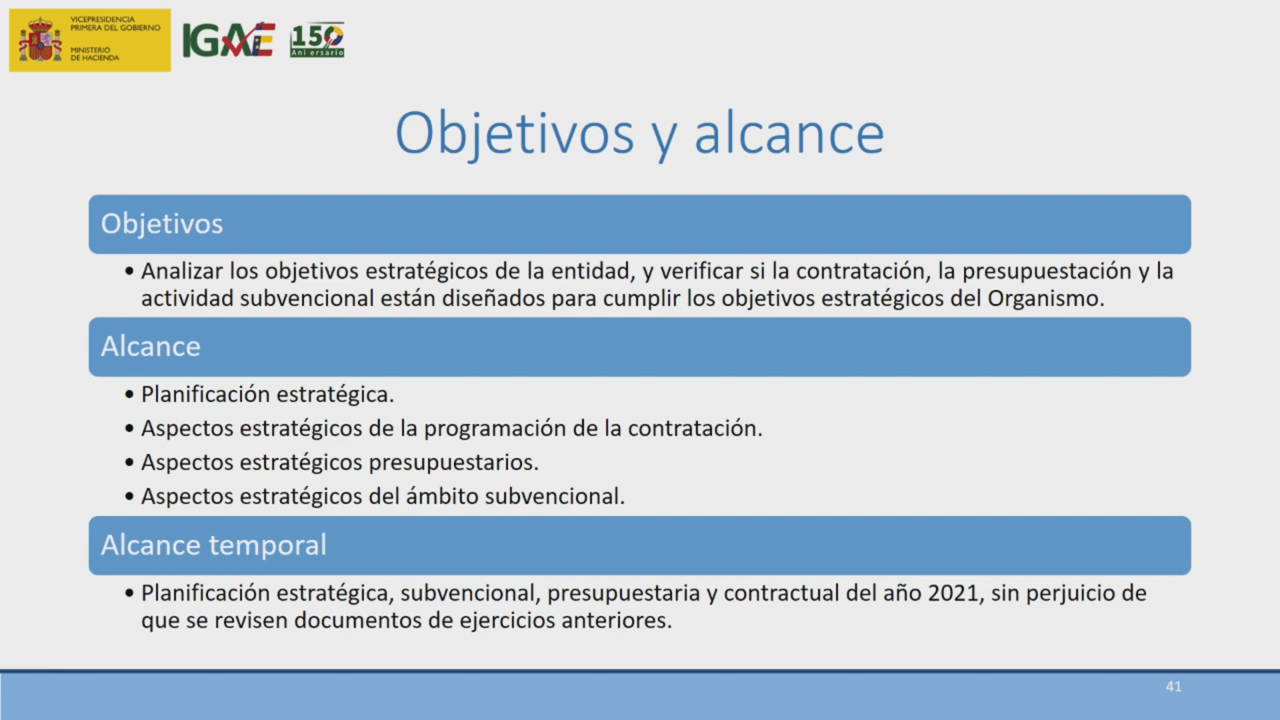 VICEPRESIDENCIA
PRIMERA DEL GOBIERNO
MINISTERIO
DE HACIENDA
IGAE
150
Aniversario
Objetivos y alcance
Objetivos
• Analizar los objetivos estratégicos de la entidad, y verificar si la contratación, la presupuestación y la
actividad subvencional están diseñados para cumplir los objetivos estratégicos del Organismo.
Alcance
• Planificación estratégica.
• Aspectos estratégicos de la programación de la contratación.
• Aspectos estratégicos presupuestarios.
• Aspectos estratégicos del ámbito subvencional.
Alcance temporal
• Planificación estratégica, subvencional, presupuestaria y contractual del año 2021, sin perjuicio de
que se revisen documentos de ejercicios anteriores.
41